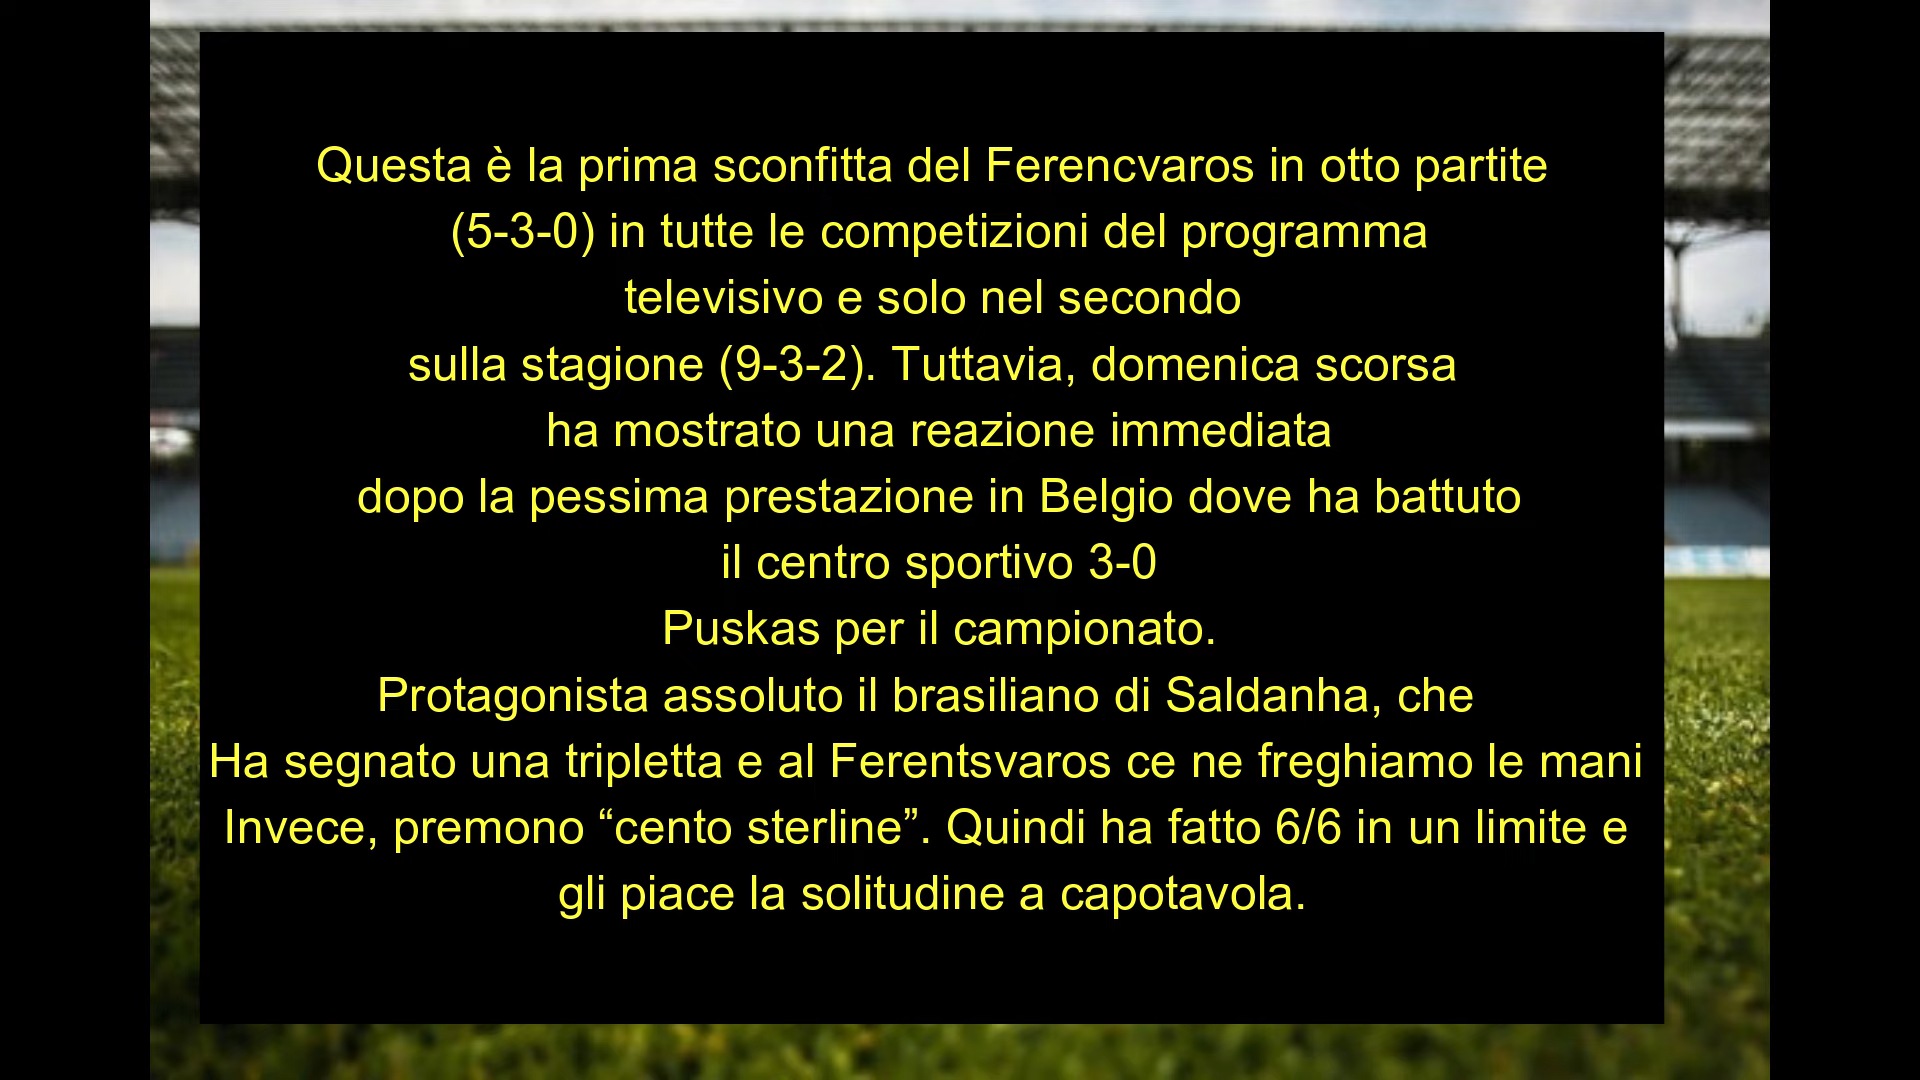 Questa è la prima sconfitta del Ferencvaros in otto partite
(5-3-0) in tutte le competizioni del programma
televisivo e solo nel secondo
sulla stagione (9-3-2). Tuttavia, domenica scorsa
ha mostrato una reazione immediata
dopo la pessima prestazione in Belgio dove ha battuto
il centro sportivo 3-0
Puskas per il campionato.
Protagonista assoluto il brasiliano di Saldanha, che
Ha segnato una tripletta e al Ferentsvaros ce ne freghiamo le mani
Invece, premono “cento sterline”. Quindi ha fatto 6/6 in un limite e
gli piace la solitudine a capotavola.